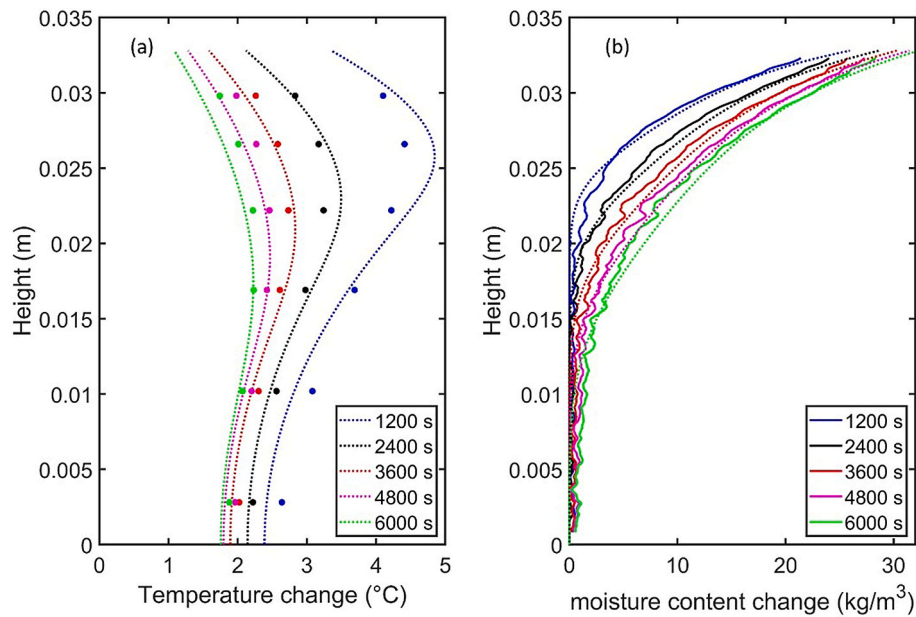 (a)
0.035
0.03
0.025
0.02
0.015
0.01
0.005
0
Height (m)
1200 s
2400 s
3600 s
4800 s
6000 s
0 1 2 3 4 5
Temperature change (°C)
(b)
0.035
0.03
0.025
0.02
0.015
0.01
0.005
0
Height (m)
1200 s
2400 s
3600 s
4800 s
6000 s
0 10 20 30
moisture content change (kg/m³)